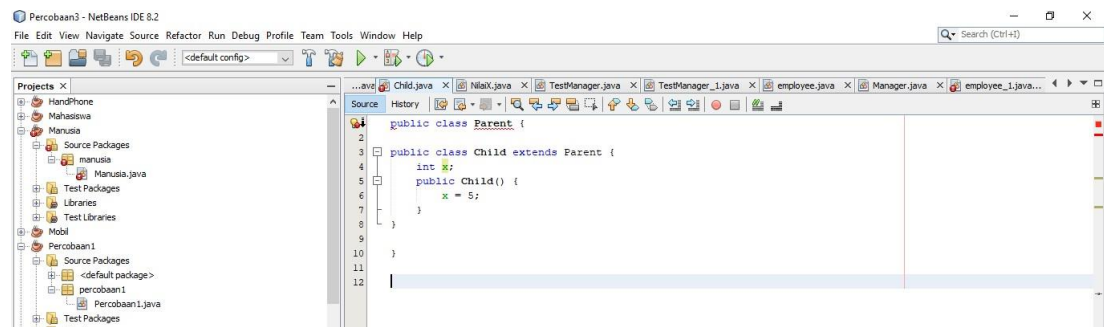 Percobaan3 - NetBeans IDE 8.2
File Edit View Navigate Source Refactor Run Debug Profile Team Tools Window Help
Search (Ctrl+I)
<default config>
Projects
...ava Child.java NilaiX.java TestManager.java TestManager_1.java employee.java Manager.java employee_1.java...
Source History
HandPhone
Mahasiswa
Manusia
Source Packages
manusia
Manusia.java
Test Packages
Libraries
Test Libraries
Mobil
Percobaan1
Source Packages
<default package>
percobaan1
Percobaan1.java
Test Packages
public class Parent {
2
3 public class Child extends Parent {
4 int x;
5 public Child() {
6 x = 5;
7 }
8 }
9
10 }
11
12